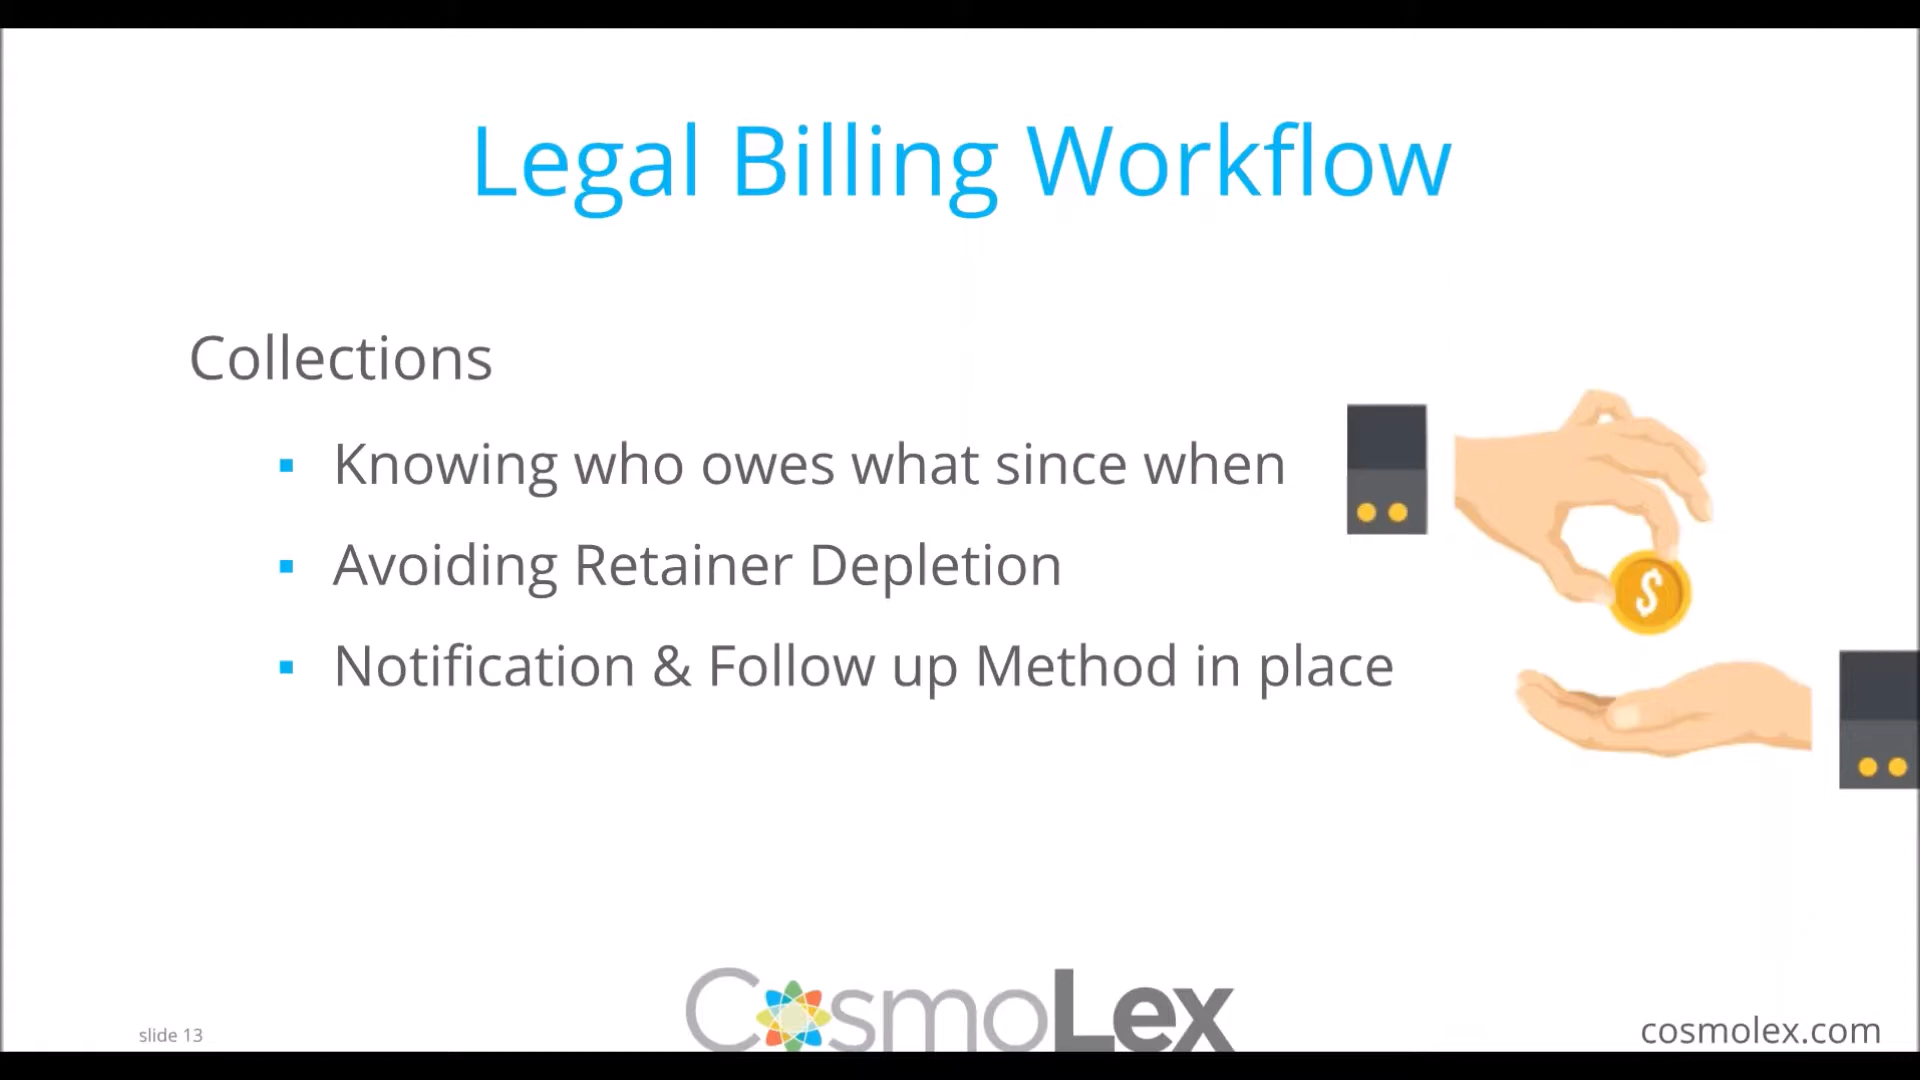 Legal Billing Workflow
Collections
▪ Knowing who owes what since when
▪ Avoiding Retainer Depletion
▪ Notification & Follow up Method in place
$
slide 13
CosmoLex
cosmolex.com